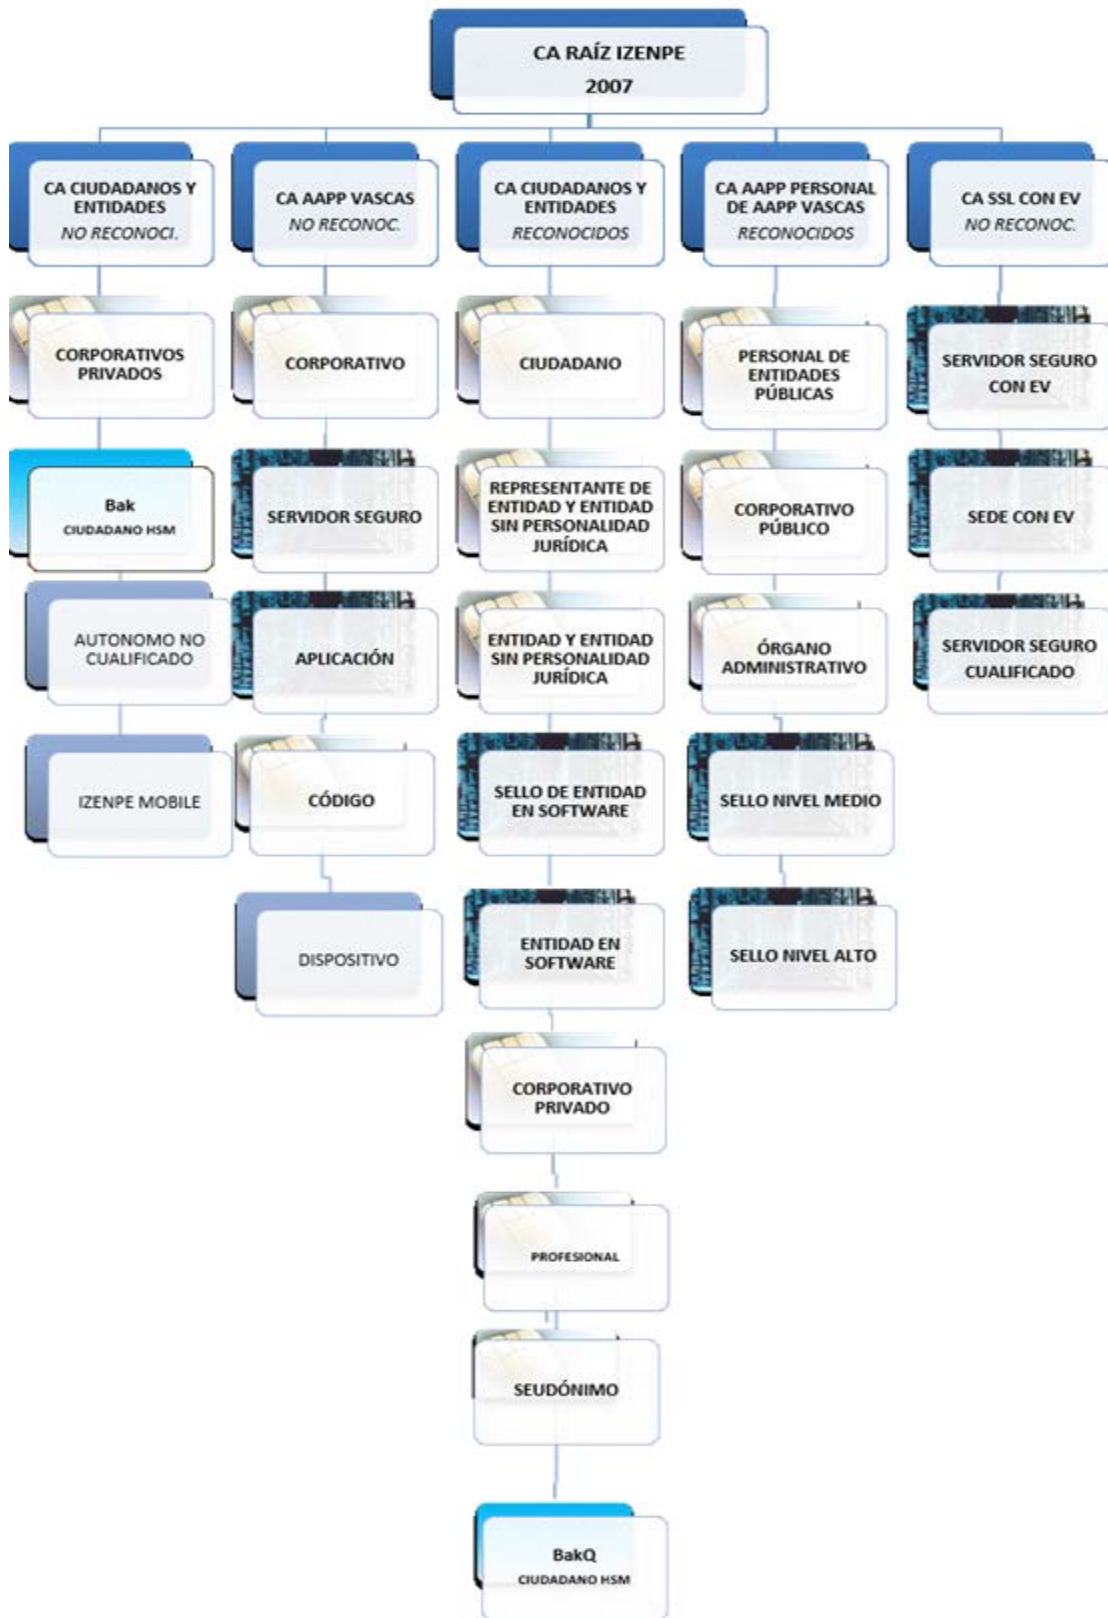 CA RAÍZ IZENPE
2007
CA CIUDADANOS Y
ENTIDADES
NO RECONOCI.
CA AAPP VASCAS
NO RECONOC.
CA CIUDADANOS Y
ENTIDADES
RECONOCIDOS
CA AAPP PERSONAL
DE AAPP VASCAS
RECONOCIDOS
CA SSL CON EV
NO RECONOC.
CORPORATIVOS
PRIVADOS
Bak
CIUDADANO HSM
AUTONOMO NO
CUALIFICADO
IZENPE MOBILE
CORPORATIVO
SERVIDOR SEGURO
APLICACIÓN
CÓDIGO
DISPOSITIVO
CIUDADANO
REPRESENTANTE DE
ENTIDAD Y ENTIDAD
SIN PERSONALIDAD
JURÍDICA
ENTIDAD Y ENTIDAD
SIN PERSONALIDAD
JURÍDICA
SELLO DE ENTIDAD
EN SOFTWARE
ENTIDAD EN
SOFTWARE
CORPORATIVO
PRIVADO
PROFESIONAL
SEUDÓNIMO
BakQ
CIUDADANO HSM
PERSONAL DE
ENTIDADES
PÚBLICAS
CORPORATIVO
PÚBLICO
ÓRGANO
ADMINISTRATIVO
SELLO NIVEL MEDIO
SELLO NIVEL ALTO
SERVIDOR SEGURO
CON EV
SEDE CON EV
SERVIDOR SEGURO
CUALIFICADO